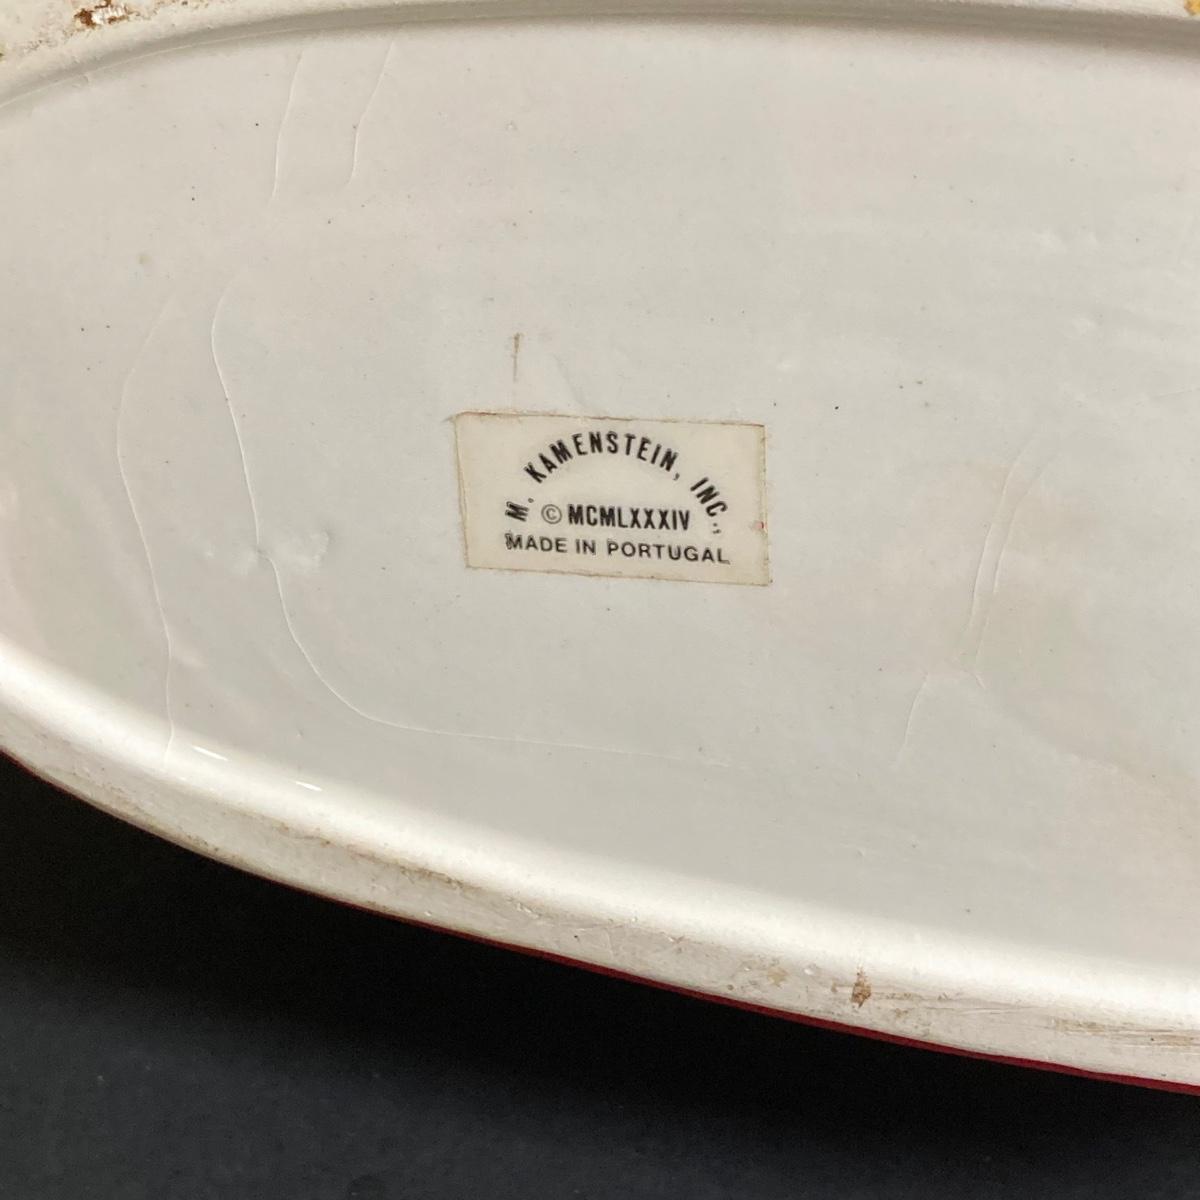 M. KAMENSTEIN, INC.,
© MCMLXXXIV
MADE IN PORTUGAL